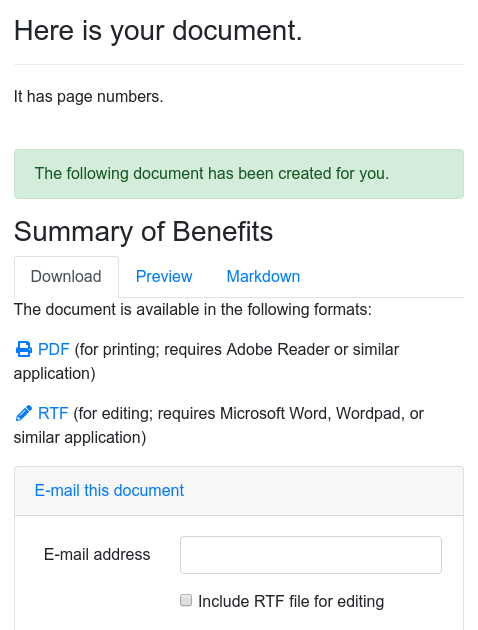 Here is your document.
It has page numbers.
The following document has been created for you.
Summary of Benefits
Download Preview Markdown
The document is available in the following formats:
PDF (for printing; requires Adobe Reader or similar
application)
RTF (for editing; requires Microsoft Word, Wordpad, or
similar application)
E-mail this document
E-mail address
Include RTF file for editing